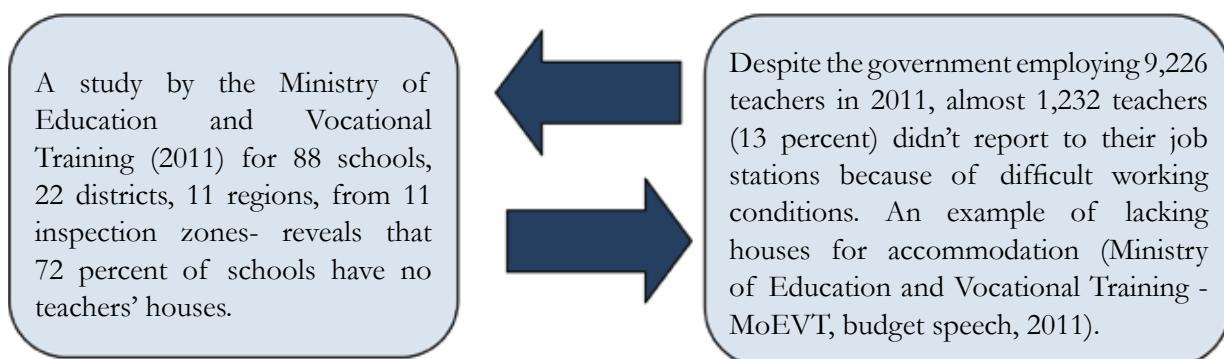 A study by the Ministry of
Education and Vocational
Training (2011) for 88 schools,
22 districts, 11 regions, from 11
inspection zones- reveals that
72 percent of schools have no
teachers’ houses.
Despite the government employing 9,226
teachers in 2011, almost 1,232 teachers
(13 percent) didn’t report to their job
stations because of difficult working
conditions. An example of lacking
houses for accommodation (Ministry
of Education and Vocational Training -
MoEVT, budget speech, 2011).